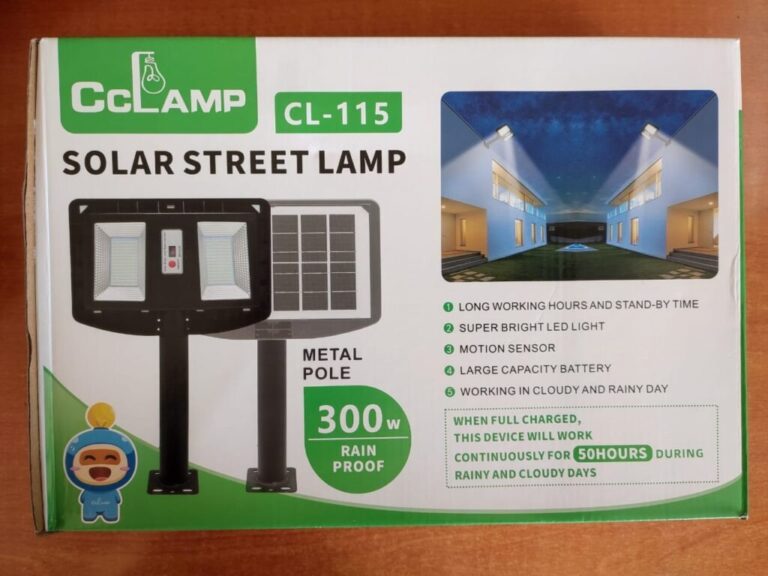 CCLAMP
CL-115
SOLAR STREET LAMP
METAL
POLE
300W
RAIN
PROOF
1 LONG WORKING HOURS AND STAND-BY TIME
2 SUPER BRIGHT LED LIGHT
3 MOTION SENSOR
4 LARGE CAPACITY BATTERY
5 WORKING IN CLOUDY AND RAINY DAY
WHEN FULL CHARGED,
THIS DEVICE WILL WORK
CONTINUOUSLY FOR 50HOURS DURING
RAINY AND CLOUDY DAYS
CCLAMP